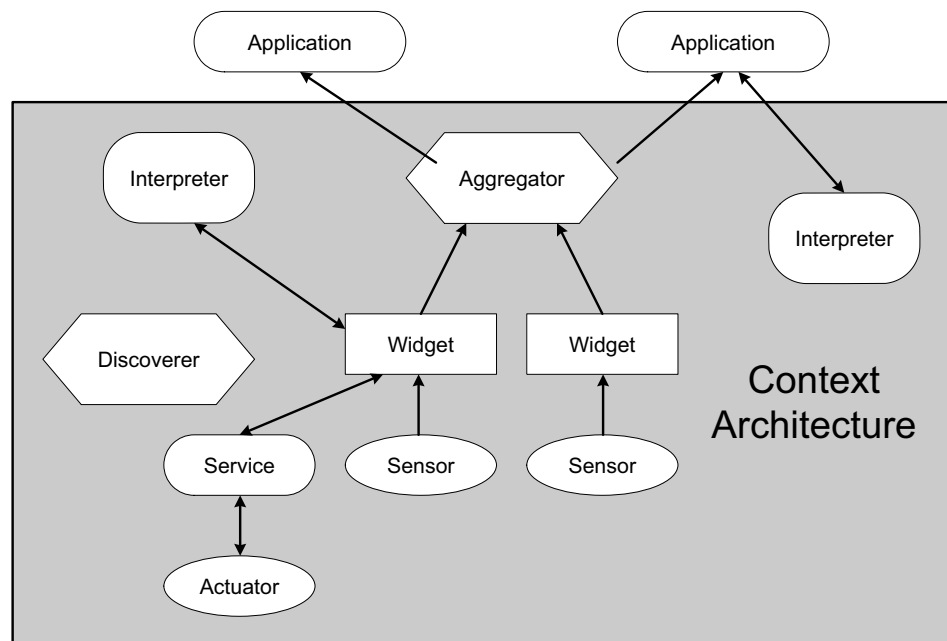 Application
Application
Interpreter
Aggregator
Interpreter
Discoverer
Widget
Widget
Context
Architecture
Service
Sensor
Sensor
Actuator